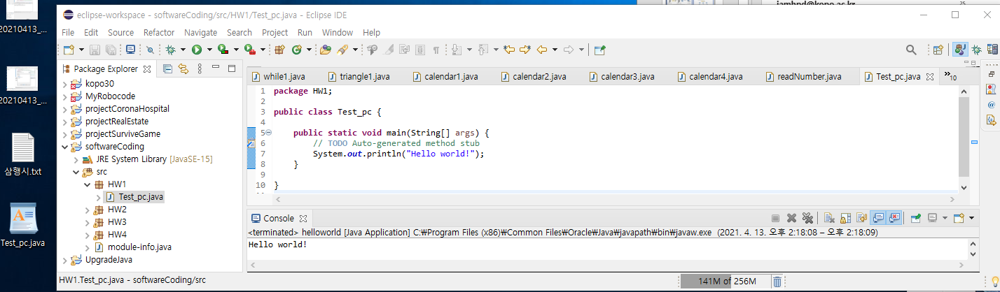 20210413_...
20210413_...
삼행시.txt
Test_pc.java
eclipse-workspace - softwareCoding/src/HW1/Test_pc.java - Eclipse IDE
File Edit Source Refactor Navigate Search Project Run Window Help
Package Explorer
kopo30
MyRobocode
projectCoronaHospital
projectRealEstate
projectSurviveGame
softwareCoding
JRE System Library [JavaSE-15]
src
HW1
Test_pc.java
HW2
HW3
HW4
module-info.java
UpgradeJava
while1.java triangle1.java calendar1.java calendar2.java calendar3.java calendar4.java readNumber.java Test_pc.java »10
1 package HW1;
2
3 public class Test_pc {
4
5 public static void main(String[] args) {
6 // TODO Auto-generated method stub
7 System.out.println("Hello world!");
8 }
9
10 }
Console
<terminated> helloworld [Java Application] C:₩Program Files (x86)₩Common Files₩Oracle₩Java₩javapath₩bin₩javaw.exe (2021. 4. 13. 오후 2:18:08 – 오후 2:18:09)
Hello world!
HW1.Test_pc.java - softwareCoding/src
141M of 256M